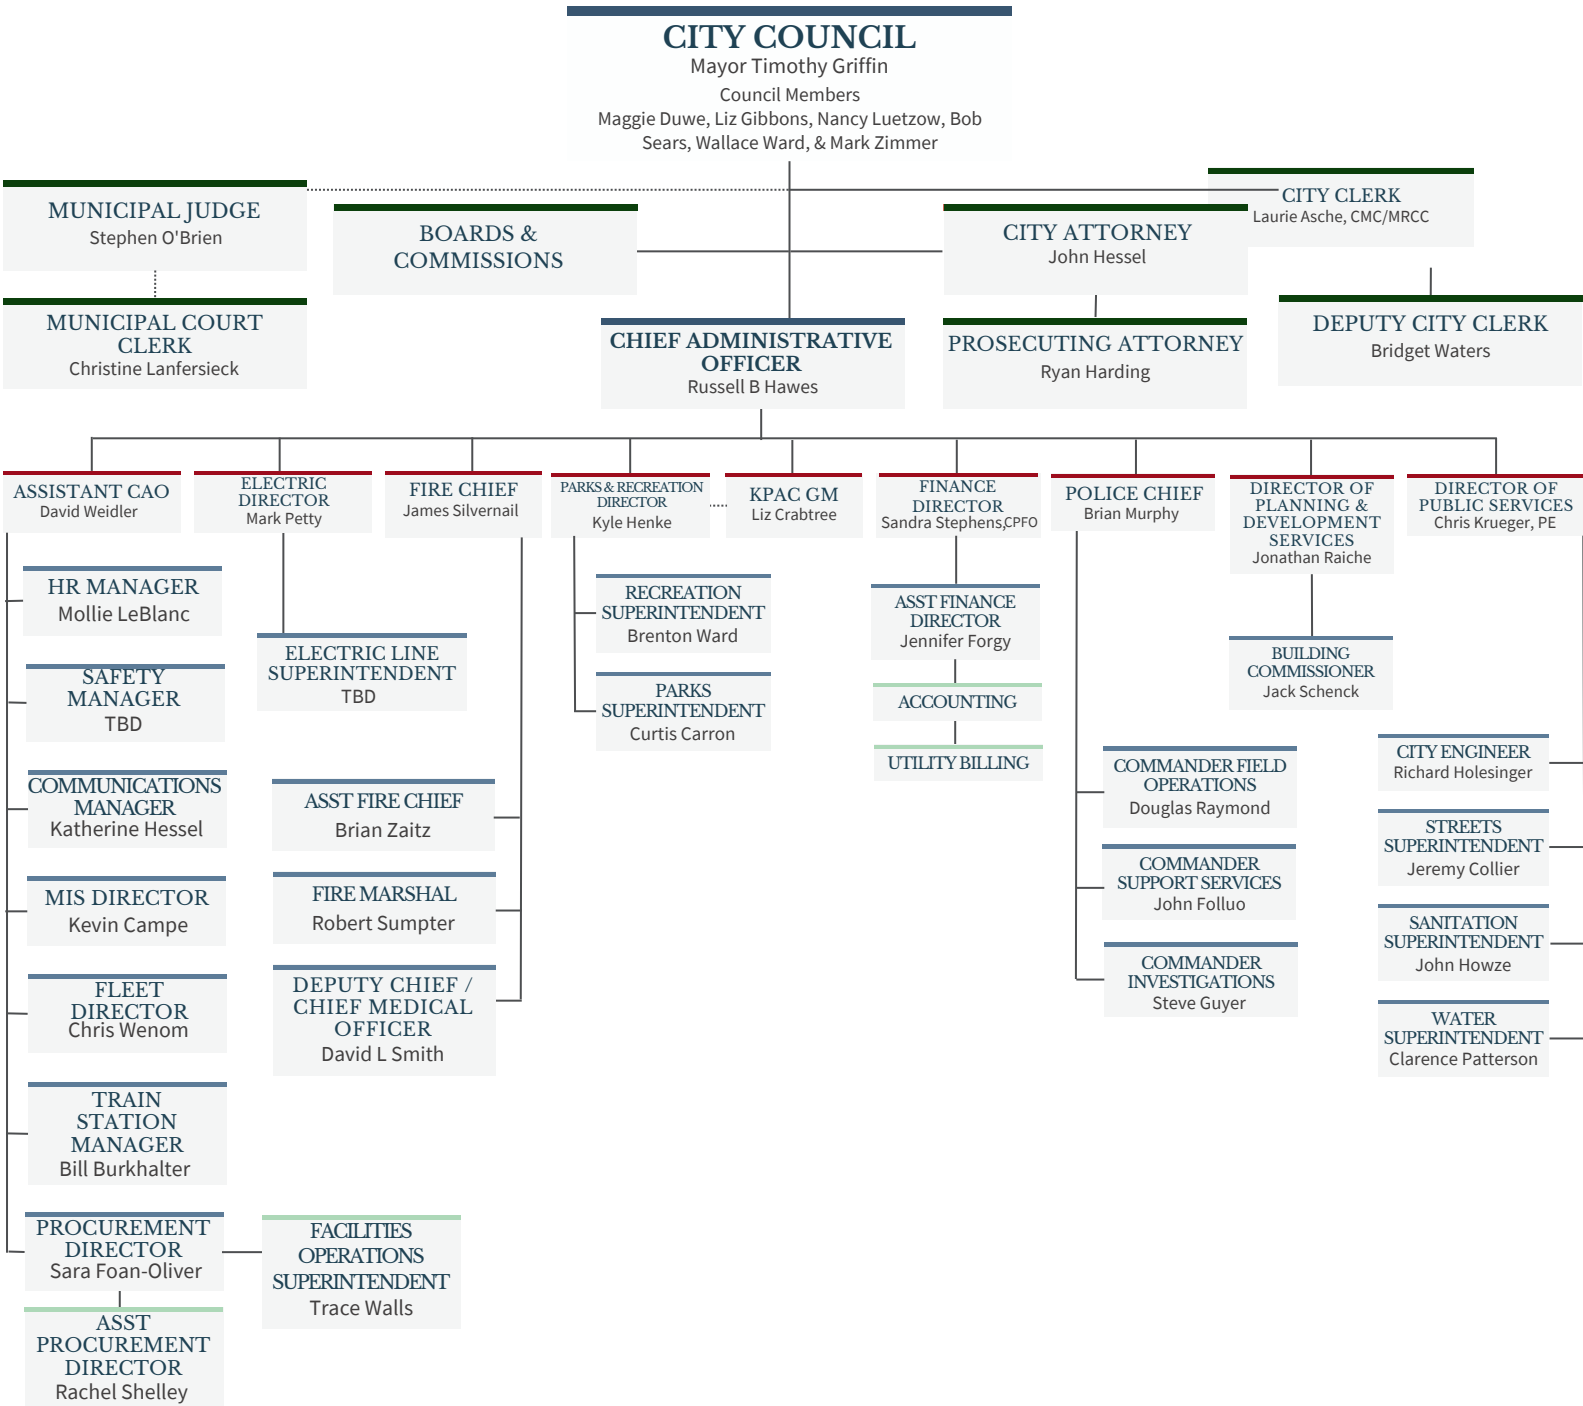 CITY COUNCIL
Mayor Timothy Griffin
Council Members
Maggie Duwe, Liz Gibbons, Nancy Luetzow, Bob
Sears, Wallace Ward, & Mark Zimmer
MUNICIPAL JUDGE
Stephen O'Brien
BOARDS &
COMMISSIONS
CITY ATTORNEY
John Hessel
CITY CLERK
Laurie Asche, CMC/MRCC
MUNICIPAL COURT
CLERK
Christine Lanfersieck
CHIEF ADMINISTRATIVE
OFFICER
Russell B Hawes
PROSECUTING ATTORNEY
Ryan Harding
DEPUTY CITY CLERK
Bridget Waters
ASSISTANT CAO
David Weidler
ELECTRIC
DIRECTOR
Mark Petty
FIRE CHIEF
James Silvernail
PARKS & RECREATION
DIRECTOR
Kyle Henke
KPAC GM
Liz Crabtree
FINANCE
DIRECTOR
Sandra Stephens,CPFO
POLICE CHIEF
Brian Murphy
DIRECTOR OF
PLANNING &
DEVELOPMENT
SERVICES
Jonathan Raiche
DIRECTOR OF
PUBLIC SERVICES
Chris Krueger, PE
HR MANAGER
Mollie LeBlanc
SAFETY
MANAGER
TBD
COMMUNICATIONS
MANAGER
Katherine Hessel
MIS DIRECTOR
Kevin Campe
FLEET
DIRECTOR
Chris Wenom
TRAIN
STATION
MANAGER
Bill Burkhalter
PROCUREMENT
DIRECTOR
Sara Foan-Oliver
FACILITIES
OPERATIONS
SUPERINTENDENT
Trace Walls
ASST
PROCUREMENT
DIRECTOR
Rachel Shelley
ELECTRIC LINE
SUPERINTENDENT
TBD
ASST FIRE CHIEF
Brian Zaitz
FIRE MARSHAL
Robert Sumpter
DEPUTY CHIEF /
CHIEF MEDICAL
OFFICER
David L Smith
RECREATION
SUPERINTENDENT
Brenton Ward
PARKS
SUPERINTENDENT
Curtis Carron
ASST FINANCE
DIRECTOR
Jennifer Forgy
ACCOUNTING
UTILITY BILLING
COMMANDER FIELD
OPERATIONS
Douglas Raymond
COMMANDER
SUPPORT SERVICES
John Folluo
COMMANDER
INVESTIGATIONS
Steve Guyer
BUILDING
COMMISSIONER
Jack Schenck
CITY ENGINEER
Richard Holesinger
STREETS
SUPERINTENDENT
Jeremy Collier
SANITATION
SUPERINTENDENT
John Howze
WATER
SUPERINTENDENT
Clarence Patterson